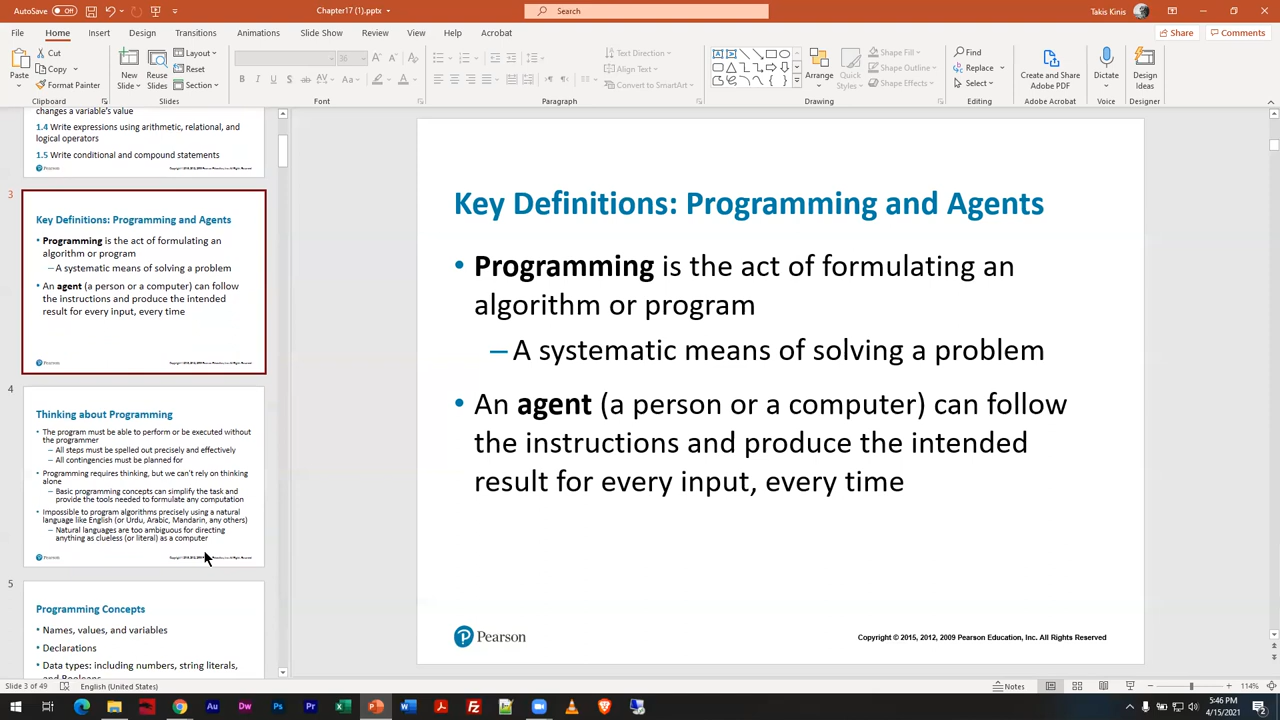 AutoSave
Off
Chapter17 (1).pptx
Search
Takis Kinis
File
Home
Insert
Design
Transitions
Animations
Slide Show
Review
View
Help
Acrobat
Share
Comments
Paste
Cut
Copy
Format Painter
New
Slide
Reuse
Slides
Layout
Reset
Section
Text Direction
Align Text
Convert to SmartArt
Arrange
Quick
Styles
Shape Fill
Shape Outline
Shape Effects
Find
Replace
Select
Create and Share
Adobe PDF
Dictate
Design
Ideas
Clipboard
Slides
Font
Paragraph
Drawing
Editing
Adobe Acrobat
Voice
Designer
changes a variable's value
1.4 Write expressions using arithmetic, relational, and
logical operators
1.5 Write conditional and compound statements
Pearson
3
Key Definitions: Programming and Agents
• Programming is the act of formulating an
algorithm or program
–A systematic means of solving a problem
• An agent (a person or a computer) can follow
the instructions and produce the intended
result for every input, every time
Pearson
4
Thinking about Programming
• The program must be able to perform or be executed without
the programmer
– All steps must be spelled out precisely and effectively
– All contingencies must be planned for
• Programming requires thinking, but we can't rely on thinking
alone
– Basic programming concepts can simplify the task and
provide the tools needed to formulate any computation
• Impossible to program algorithms precisely using a natural
language like English (or Urdu, Arabic, Mandarin, any others)
– Natural languages are too ambiguous for directing
anything as clueless (or literal) as a computer
Pearson
5
Programming Concepts
• Names, values, and variables
• Declarations
• Data types: including numbers, string literals,
and Booleans
Key Definitions: Programming and Agents
• Programming is the act of formulating an
algorithm or program
– A systematic means of solving a problem
• An agent (a person or a computer) can follow
the instructions and produce the intended
result for every input, every time
Pearson
Copyright © 2015, 2012, 2009 Pearson Education, Inc. All Rights Reserved
Slide 3 of 49
English (United States)
Notes
114%
5:46 PM
4/15/2021